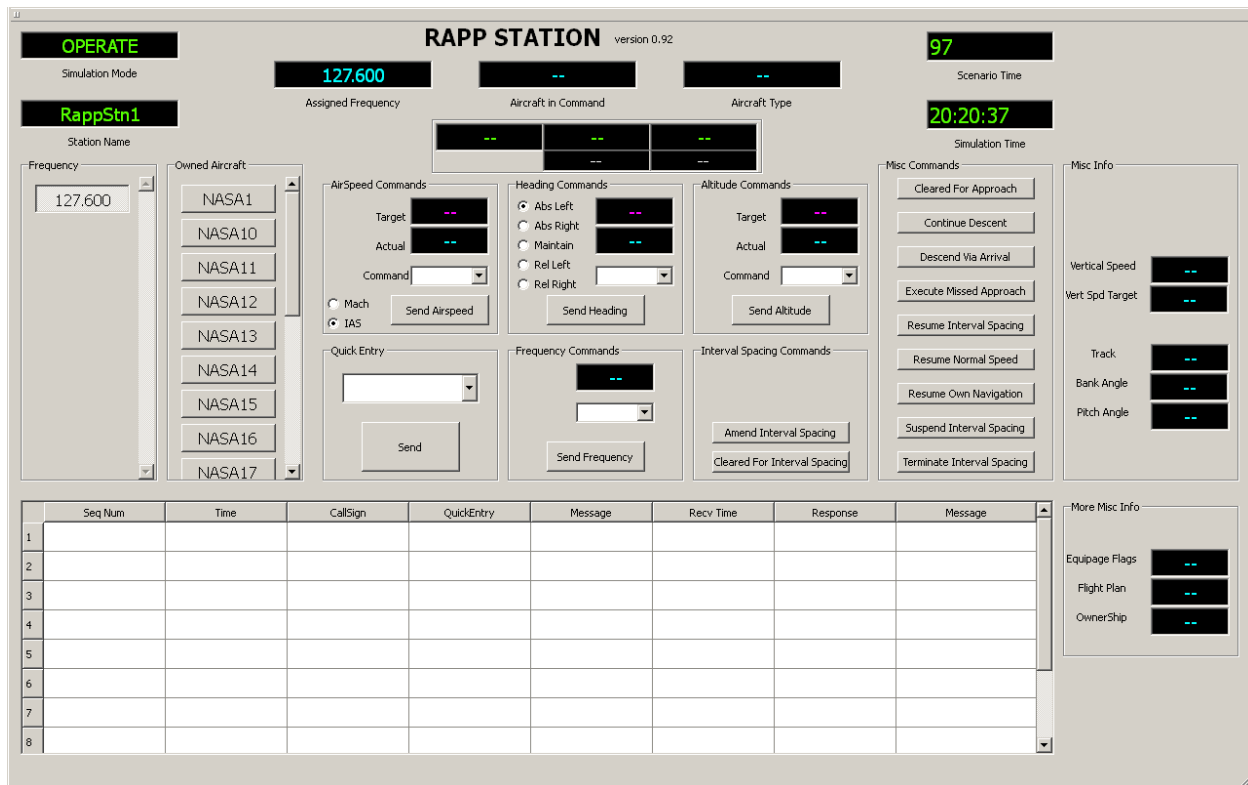 OPERATE
Simulation Mode
RappStn1
Station Name
RAPP STATION version 0.92
127.600
Assigned Frequency
--
Aircraft in Command
--
Aircraft Type
-- -- --
-- --
97
Scenario Time
20:20:37
Simulation Time
Frequency
127.600
Owned Aircraft
NASA1
NASA10
NASA11
NASA12
NASA13
NASA14
NASA15
NASA16
NASA17
AirSpeed Commands
Target --
Actual --
Command
Mach
IAS
Send Airspeed
Heading Commands
Abs Left
Abs Right
Maintain
Rel Left
Rel Right
--
--
Send Heading
Altitude Commands
Target --
Actual --
Command
Send Altitude
Quick Entry
Send
Frequency Commands
--
Send Frequency
Interval Spacing Commands
Amend Interval Spacing
Cleared For Interval Spacing
Misc Commands
Cleared For Approach
Continue Descent
Descend Via Arrival
Execute Missed Approach
Resume Interval Spacing
Resume Normal Speed
Resume Own Navigation
Suspend Interval Spacing
Terminate Interval Spacing
Misc Info
Vertical Speed --
Vert Spd Target --
Track --
Bank Angle --
Pitch Angle --
Seq Num Time CallSign QuickEntry Message Recv Time Response Message
1
2
3
4
5
6
7
8
More Misc Info
Equipage Flags --
Flight Plan --
OwnerShip --